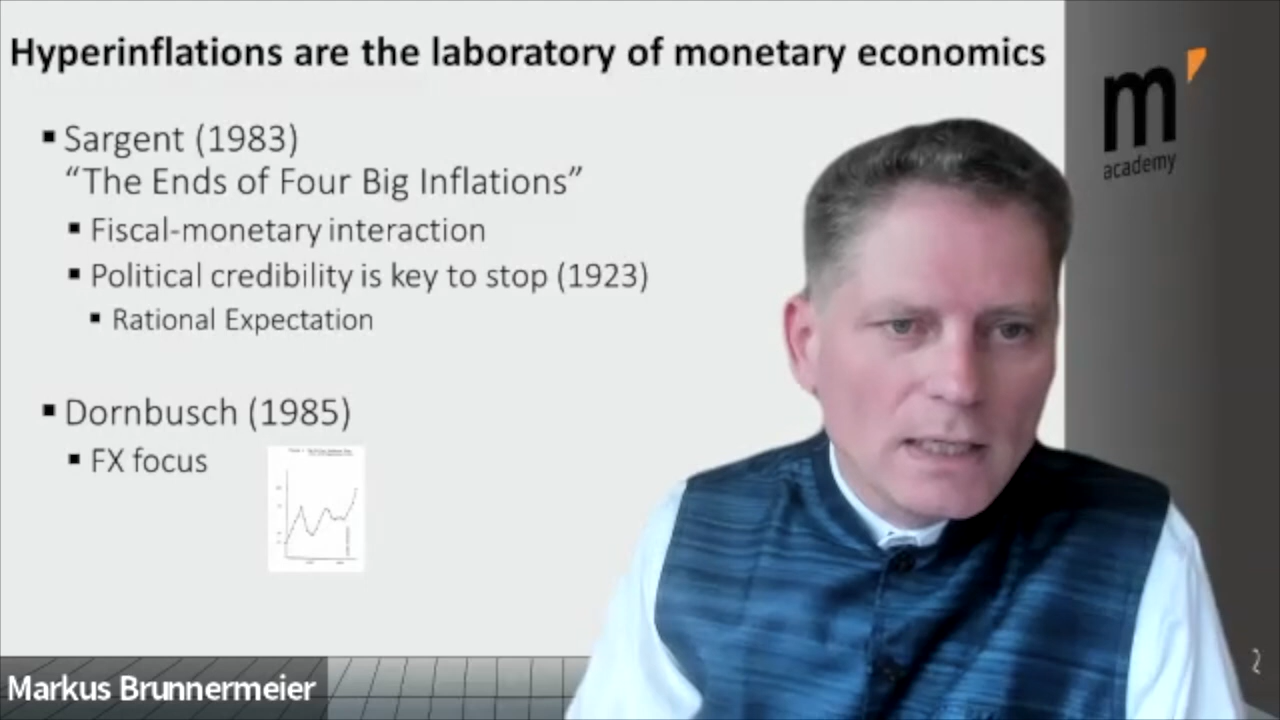 Hyperinflations are the laboratory of monetary economics
▪ Sargent (1983)
“The Ends of Four Big Inflations”
▪ Fiscal-monetary interaction
▪ Political credibility is key to stop (1923)
▪ Rational Expectation
▪ Dornbusch (1985)
▪ FX focus
m
academy
2
Markus Brunnermeier